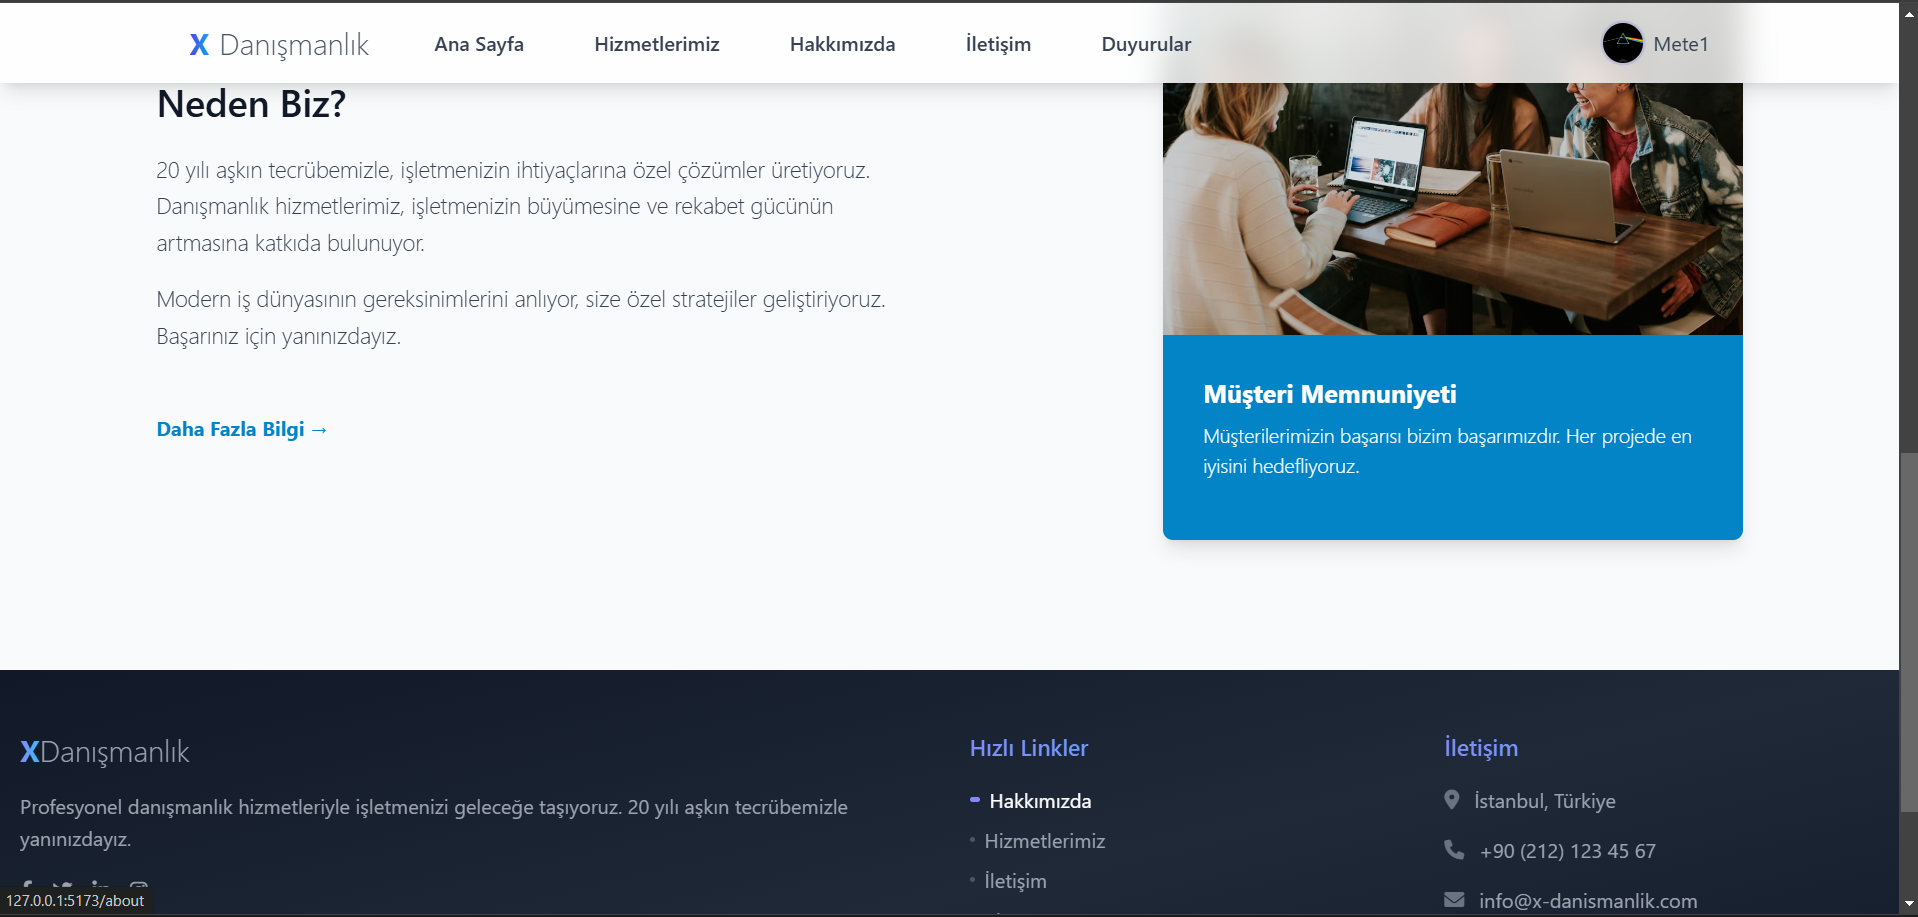 X Danışmanlık
Ana Sayfa
Hizmetlerimiz
Hakkımızda
İletişim
Duyurular
Mete1
Neden Biz?
20 yılı aşkın tecrübemizle, işletmenizin ihtiyaçlarına özel çözümler üretiyoruz.
Danışmanlık hizmetlerimiz, işletmenizin büyümesine ve rekabet gücünün
artmasına katkıda bulunuyor.
Modern iş dünyasının gereksinimlerini anlıyor, size özel stratejiler geliştiriyoruz.
Başarınız için yanınızdayız.
Daha Fazla Bilgi →
Müşteri Memnuniyeti
Müşterilerimizin başarısı bizim başarımızdır. Her projede en
iyisini hedefliyoruz.
XDanışmanlık
Profesyonel danışmanlık hizmetleriyle işletmenizi geleceğe taşıyoruz. 20 yılı aşkın tecrübemizle
yanınızdayız.
Hızlı Linkler
Hakkımızda
Hizmetlerimiz
İletişim
İletişim
İstanbul, Türkiye
+90 (212) 123 45 67
info@x-danismanlik.com
127.0.0.1:5173/about